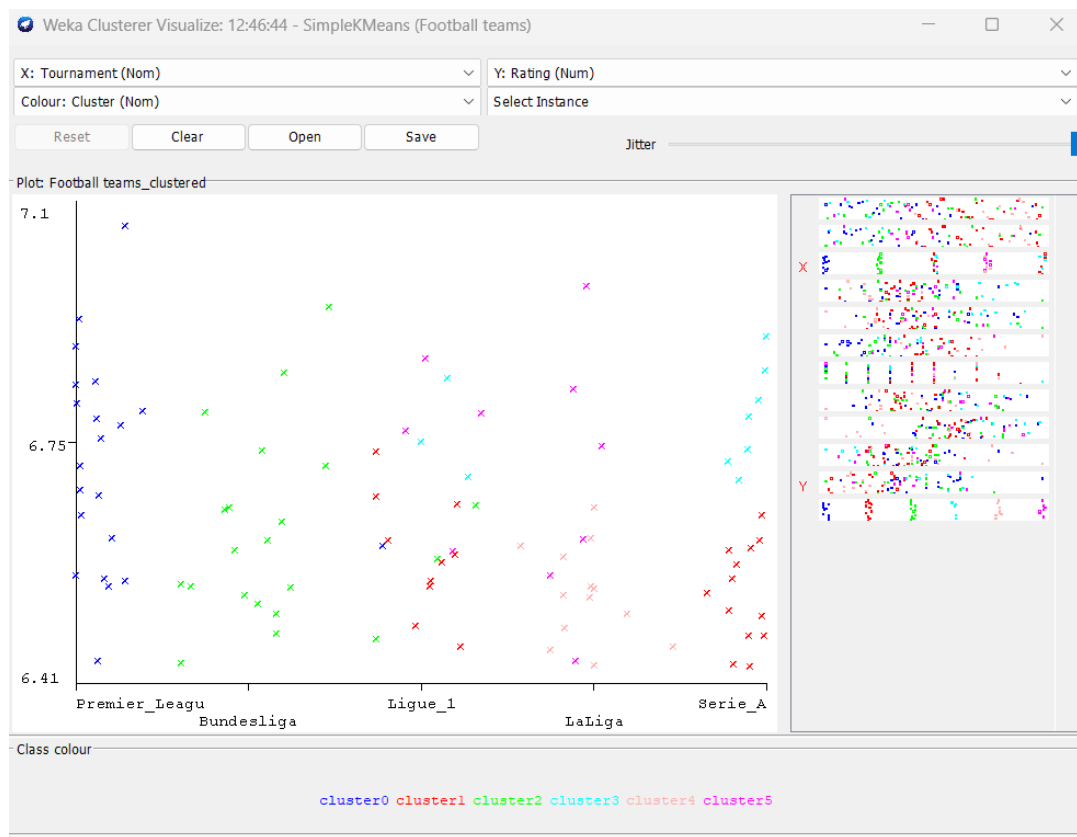 Weka Clusterer Visualize: 12:46:44 - SimpleKMeans (Football teams)
X: Tournament (Nom)
Y: Rating (Num)
Colour: Cluster (Nom)
Select Instance
Reset Clear Open Save
Jitter
Plot: Football teams_clustered
7.1
X
6.75
Y
6.41
Premier_Leagu Ligue_1 Serie_A
Bundesliga LaLiga
Class colour
cluster0 cluster1 cluster2 cluster3 cluster4 cluster5